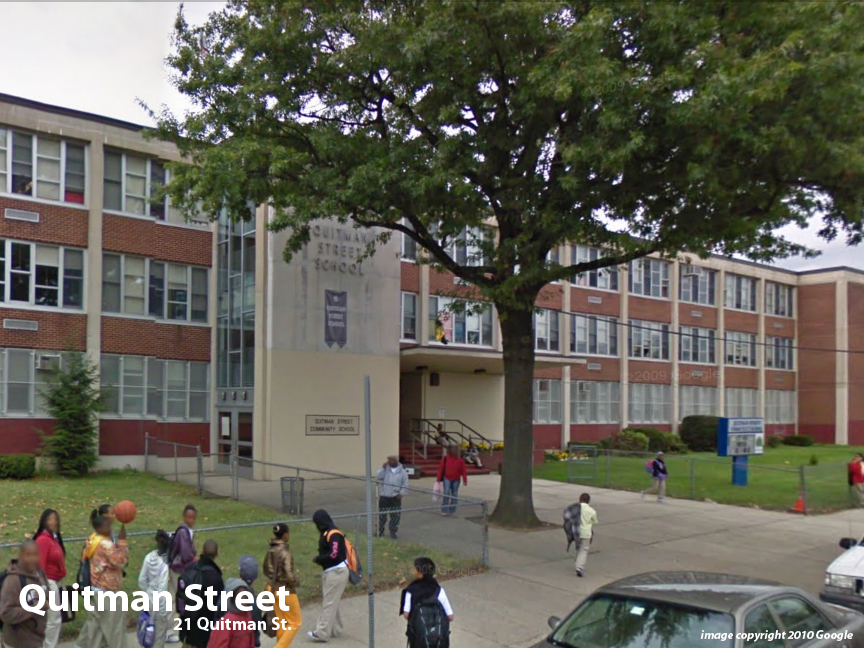 QUITMAN
STREET
SCHOOL
QUITMAN STREET
COMMUNITY SCHOOL
©2009 Google
Quitman Street
21 Quitman St.
image copyright 2010 Google